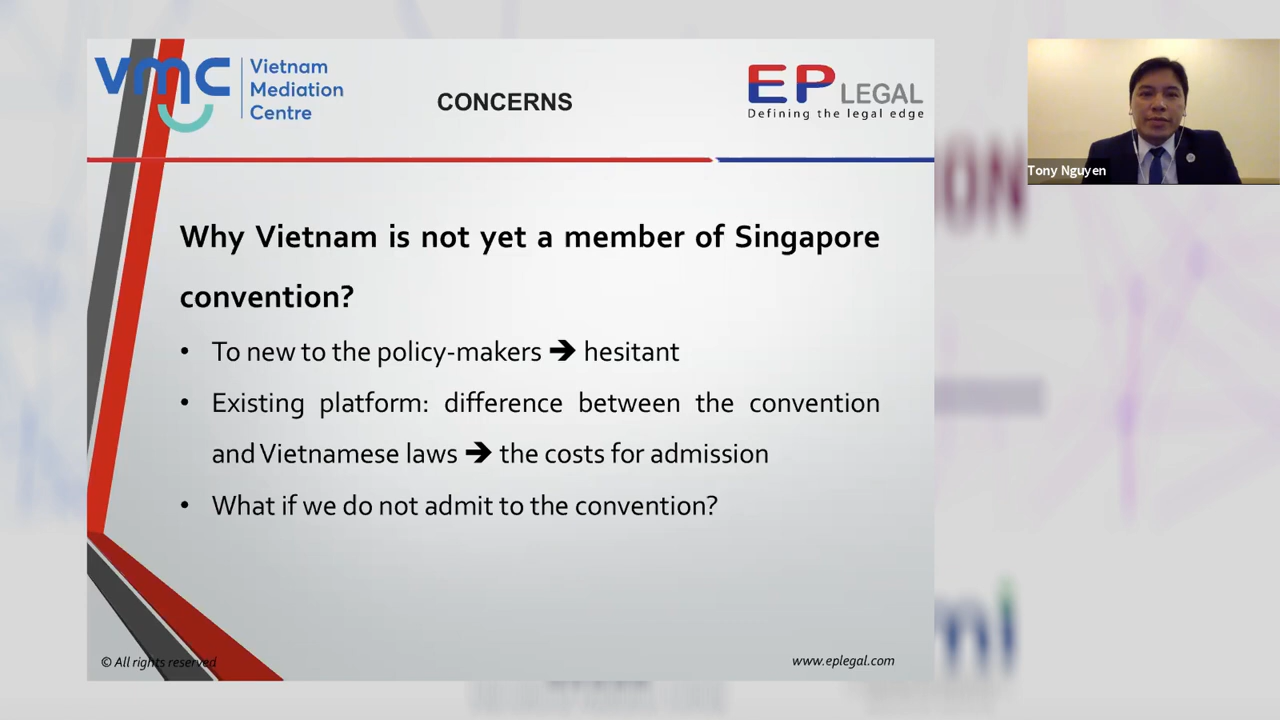 vmc
Vietnam
Mediation
Centre
CONCERNS
EP LEGAL
Defining the legal edge
Tony Nguyen
ON
Why Vietnam is not yet a member of Singapore
convention?
• To new to the policy-makers ➔ hesitant
• Existing platform: difference between the convention
and Vietnamese laws ➔ the costs for admission
• What if we do not admit to the convention?
© All rights reserved
www.eplegal.com